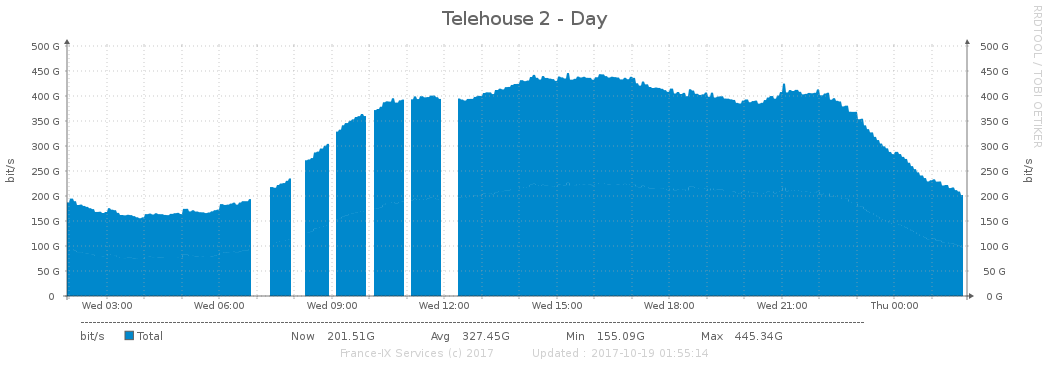 Telehouse 2 - Day
RRDTOOL / TOBI OETIKER
500 G 500 G
450 G 450 G
400 G 400 G
350 G 350 G
300 G 300 G
250 G 250 G
200 G 200 G
150 G 150 G
100 G 100 G
50 G 50 G
0 0 G
bit/s bit/s
Wed 03:00 Wed 06:00 Wed 09:00 Wed 12:00 Wed 15:00 Wed 18:00 Wed 21:00 Thu 00:00
bit/s Total Now 201.51G Avg 327.45G Min 155.09G Max 445.34G
France-IX Services (c) 2017 Updated : 2017-10-19 01:55:14